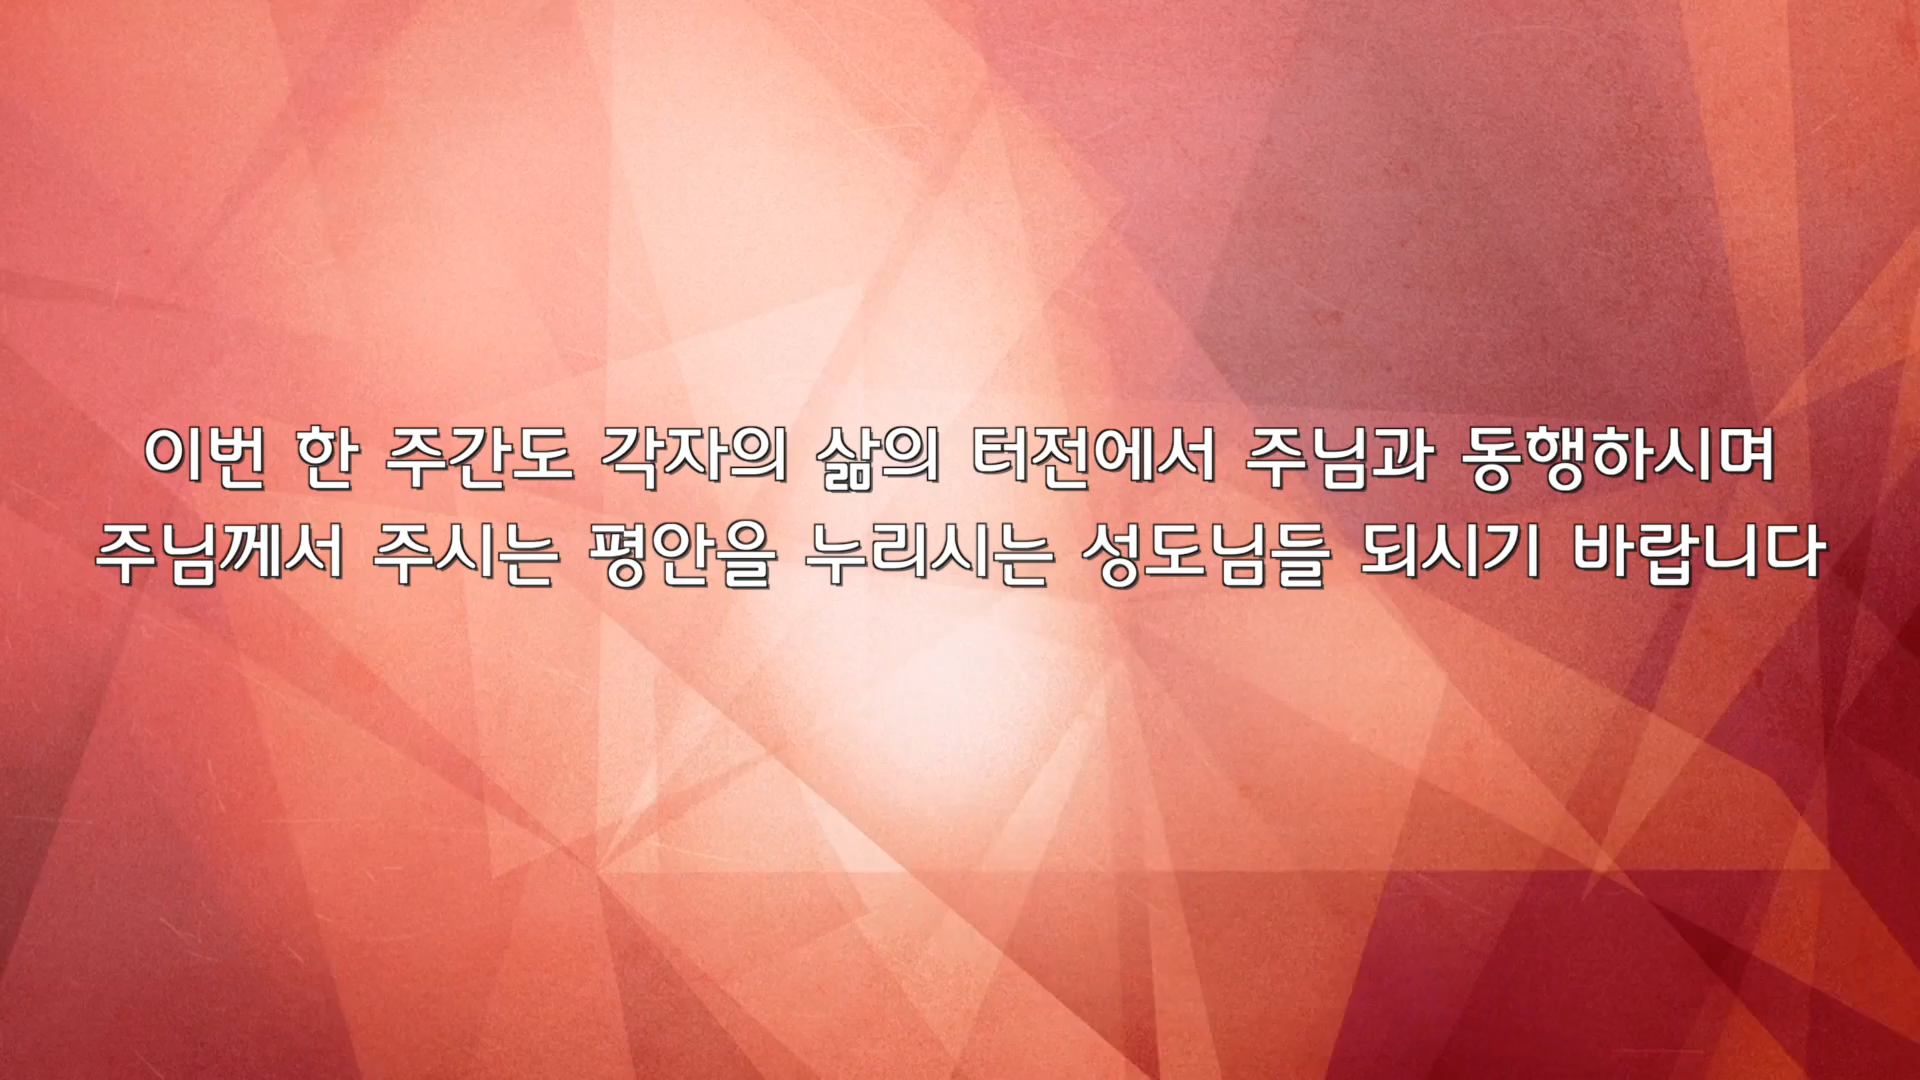 이번 한 주간도 각자의 삶의 터전에서 주님과 동행하시며
주님께서 주시는 평안을 누리시는 성도님들 되시기 바랍니다